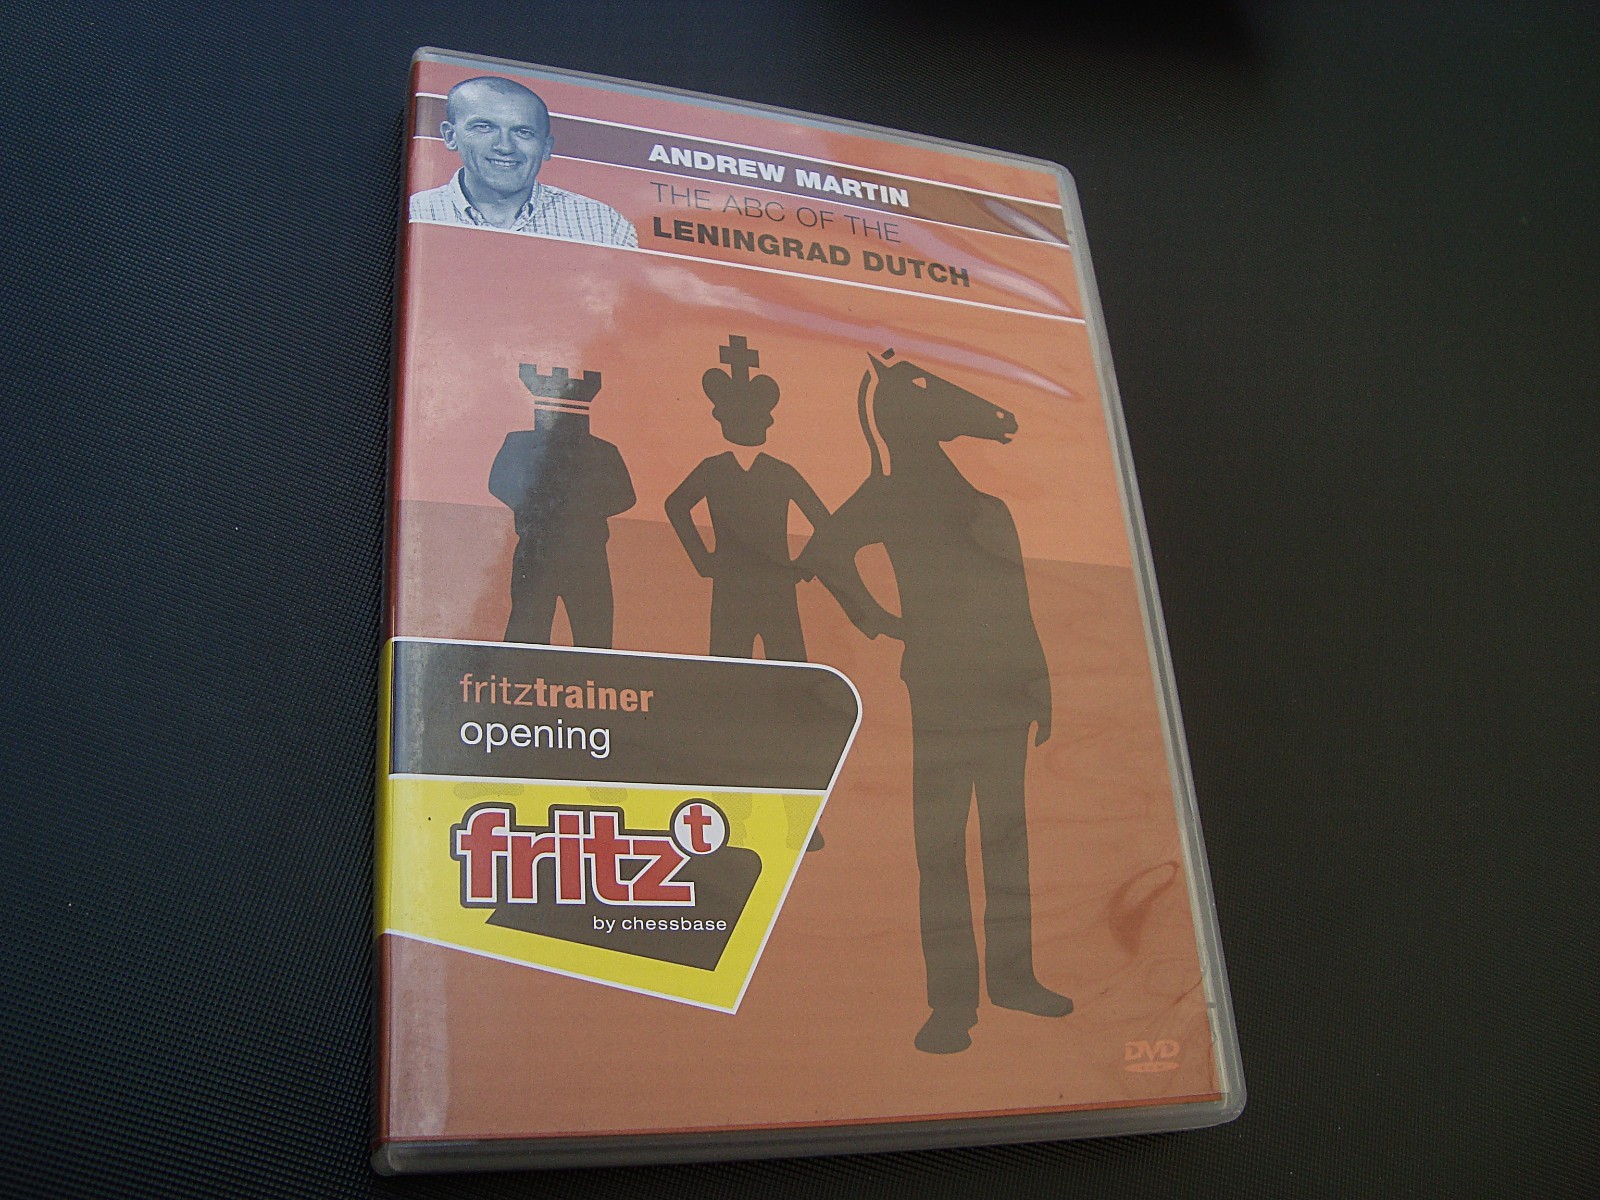 ANDREW MARTIN
THE ABC OF THE
LENINGRAD DUTCH
fritztrainer
opening
fritz t
by chessbase
DVD